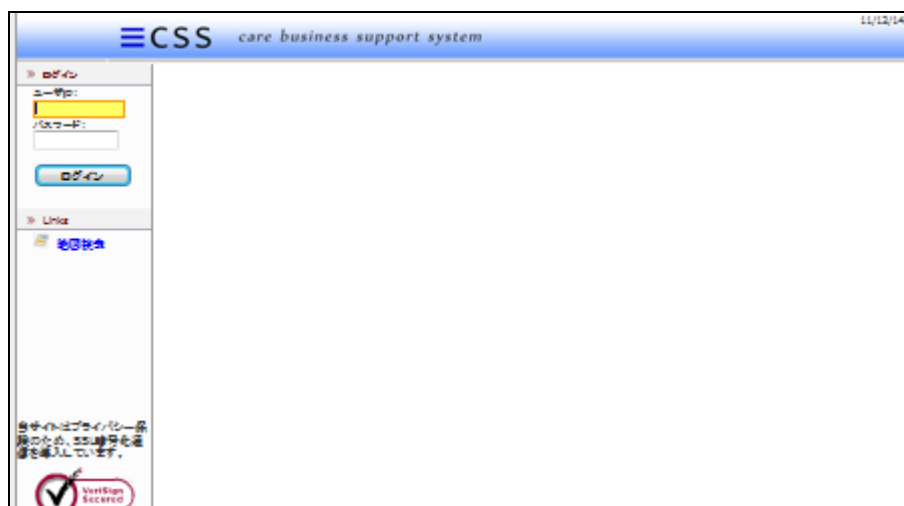 CSS care business support system
11/12/14
ログイン
ユーザID:
パスワード:
ログイン
Links
地図検索
当サイトはプライバシー保
護のため、SSL暗号化通
信を導入しています。
VeriSign
Secured